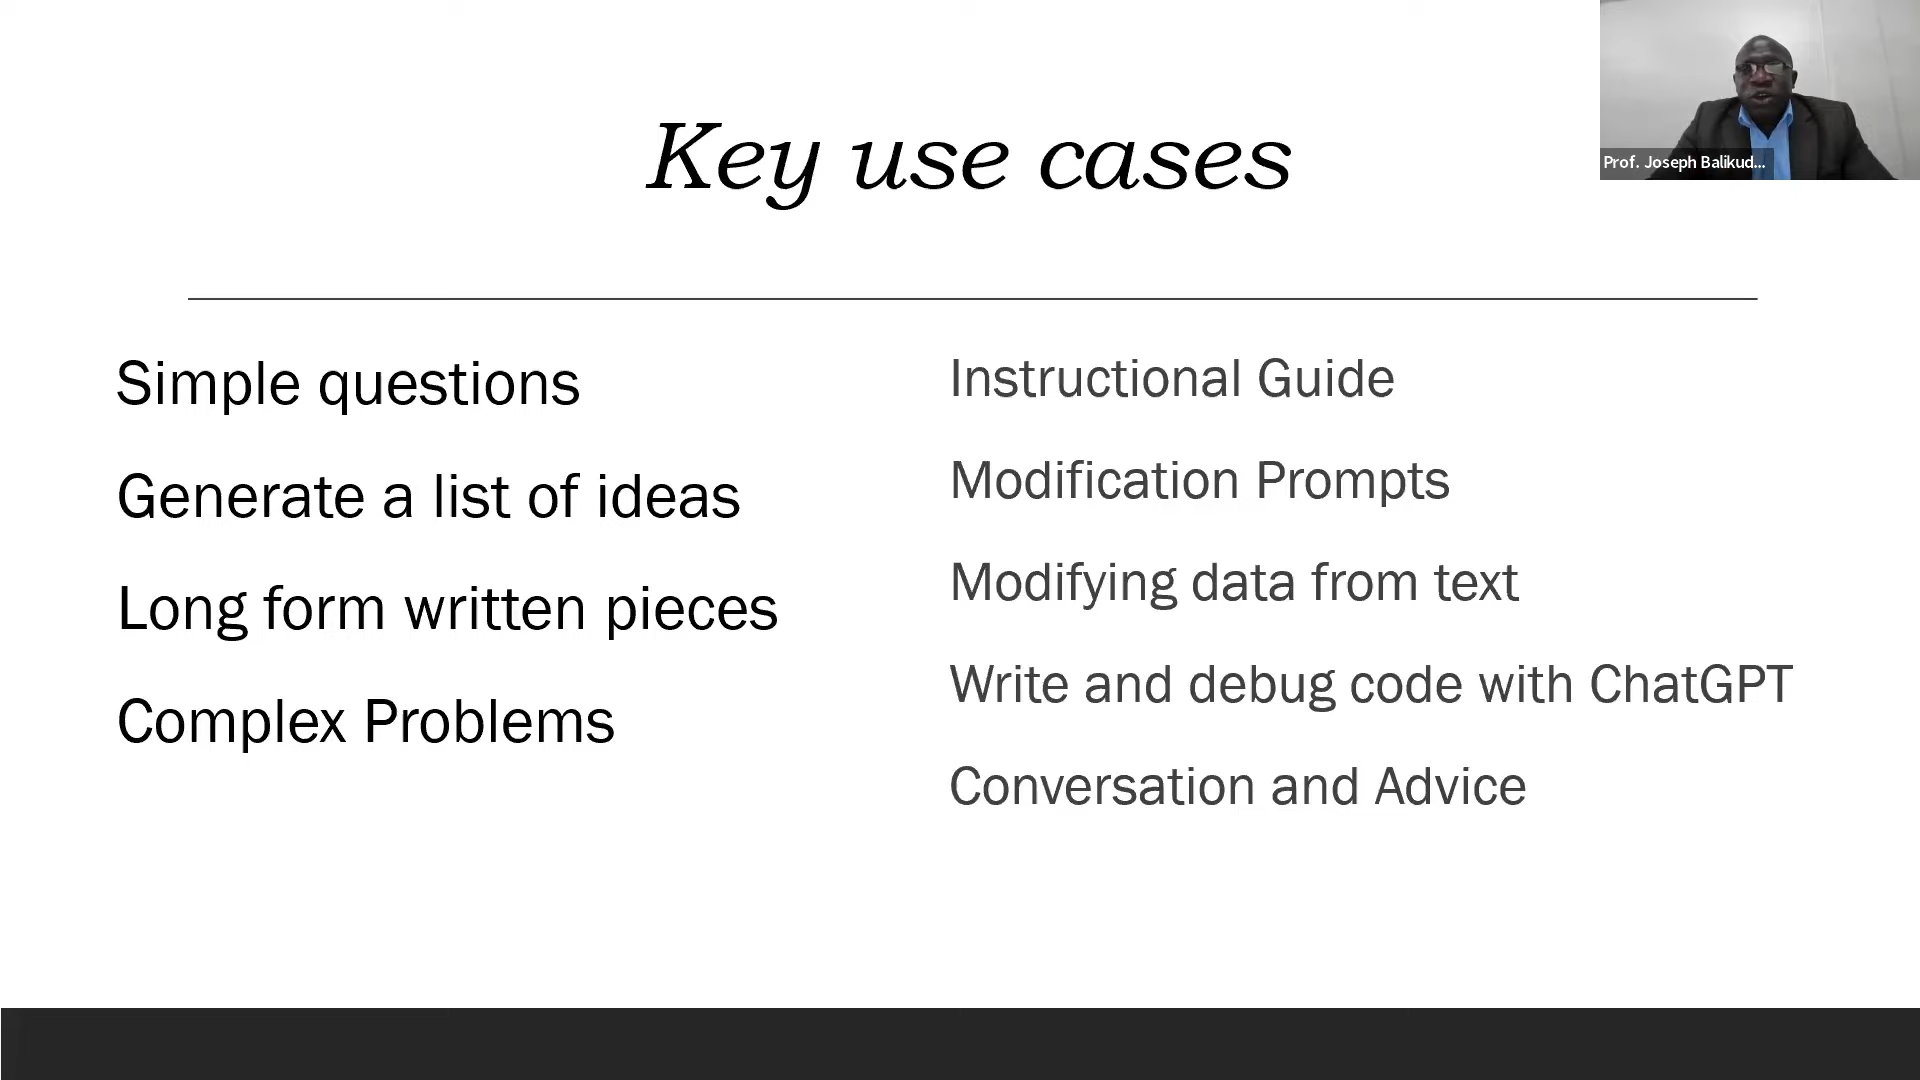 Key use cases
Prof. Joseph Balikud...
Simple questions
Generate a list of ideas
Long form written pieces
Complex Problems
Instructional Guide
Modification Prompts
Modifying data from text
Write and debug code with ChatGPT
Conversation and Advice